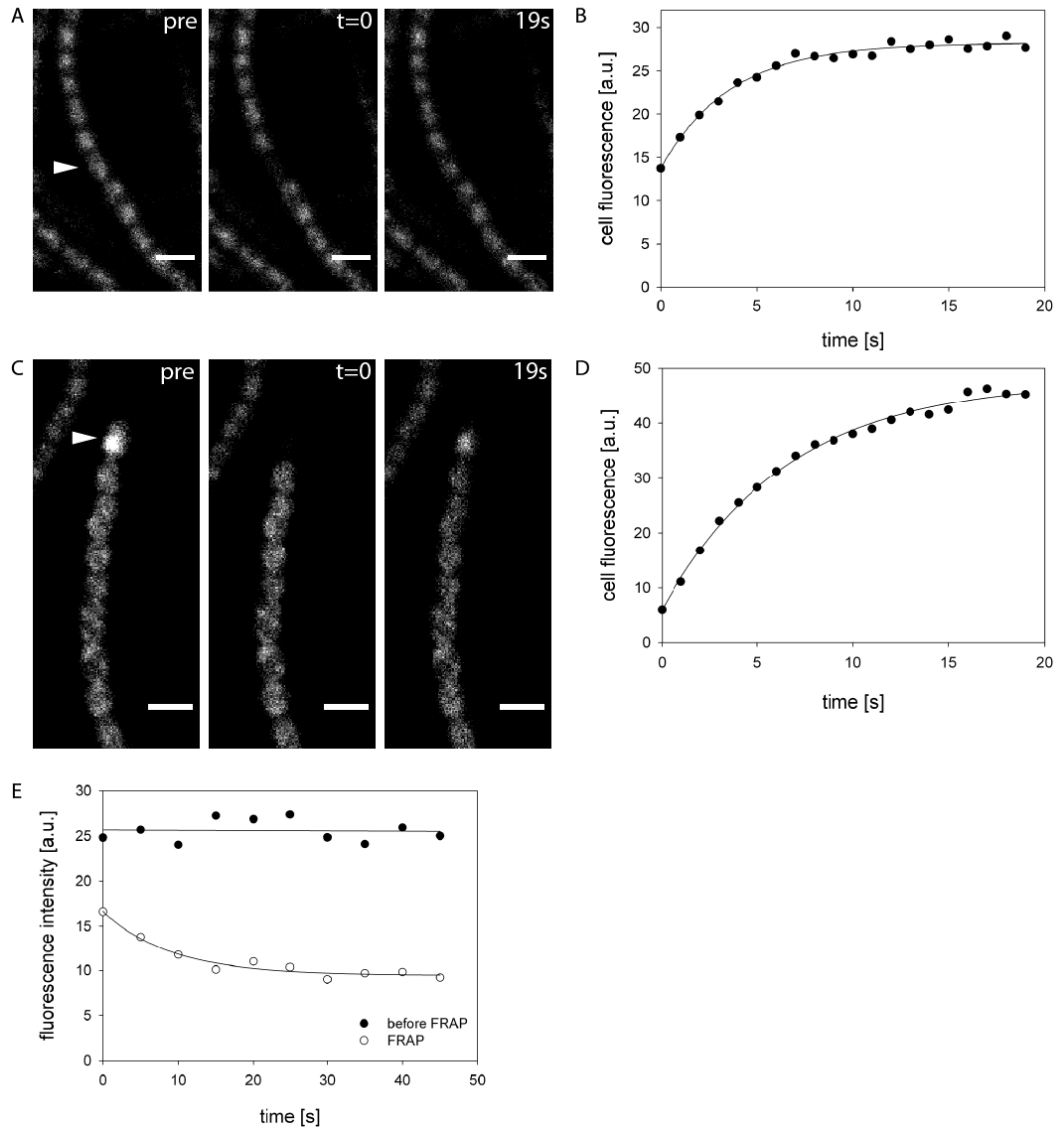 A
pre
t=0
19s
B
cell fluorescence [a.u.]
30
25
20
15
10
5
0
0 5 10 15 20
time [s]
C
pre
t=0
19s
D
cell fluorescence [a.u.]
50
40
30
20
10
0
0 5 10 15 20
time [s]
E
fluorescence intensity [a.u.]
30
25
20
15
10
5
0
before FRAP
FRAP
0 10 20 30 40 50
time [s]